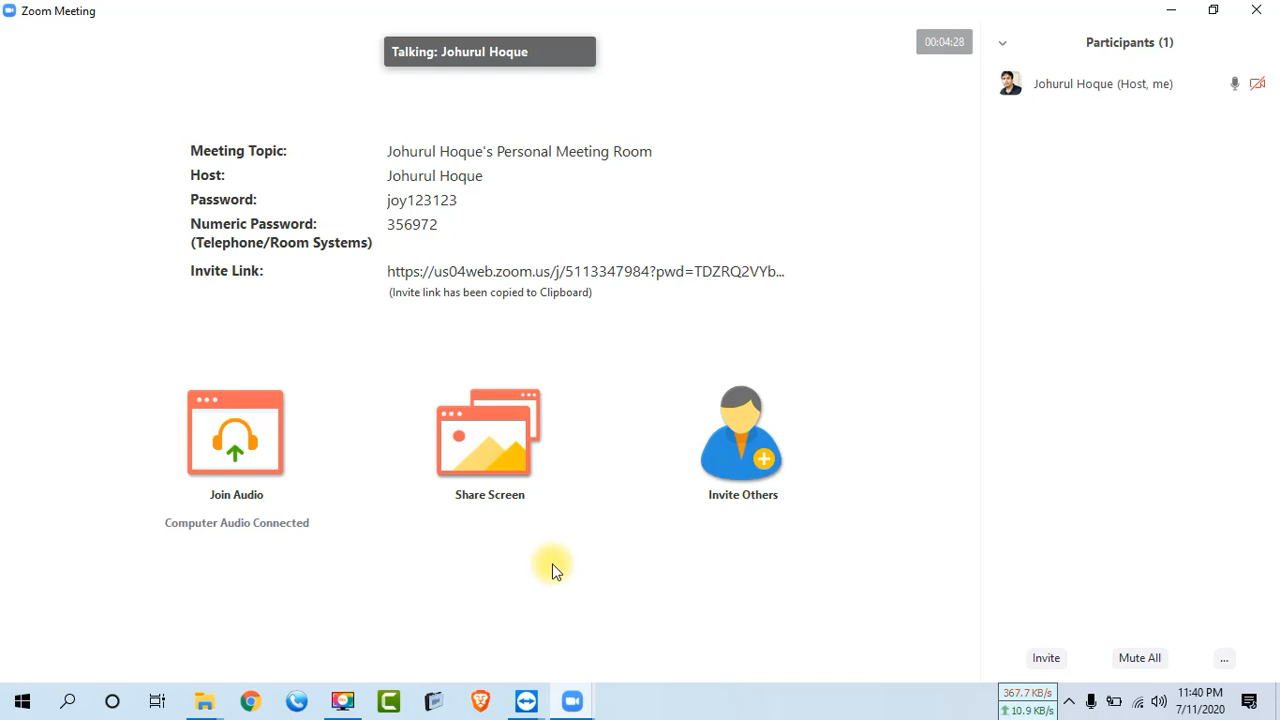 Zoom Meeting
Talking: Johurul Hoque
00:04:28
Participants (1)
Johurul Hoque (Host, me)
Meeting Topic: Johurul Hoque's Personal Meeting Room
Host: Johurul Hoque
Password: joy123123
Numeric Password: 356972
(Telephone/Room Systems)
Invite Link: https://us04web.zoom.us/j/5113347984?pwd=TDZRQ2VYb...
(Invite link has been copied to Clipboard)
Join Audio
Share Screen
Invite Others
Computer Audio Connected
Invite
Mute All
...
367.7 KB/s
10.9 KB/s
11:40 PM
7/11/2020